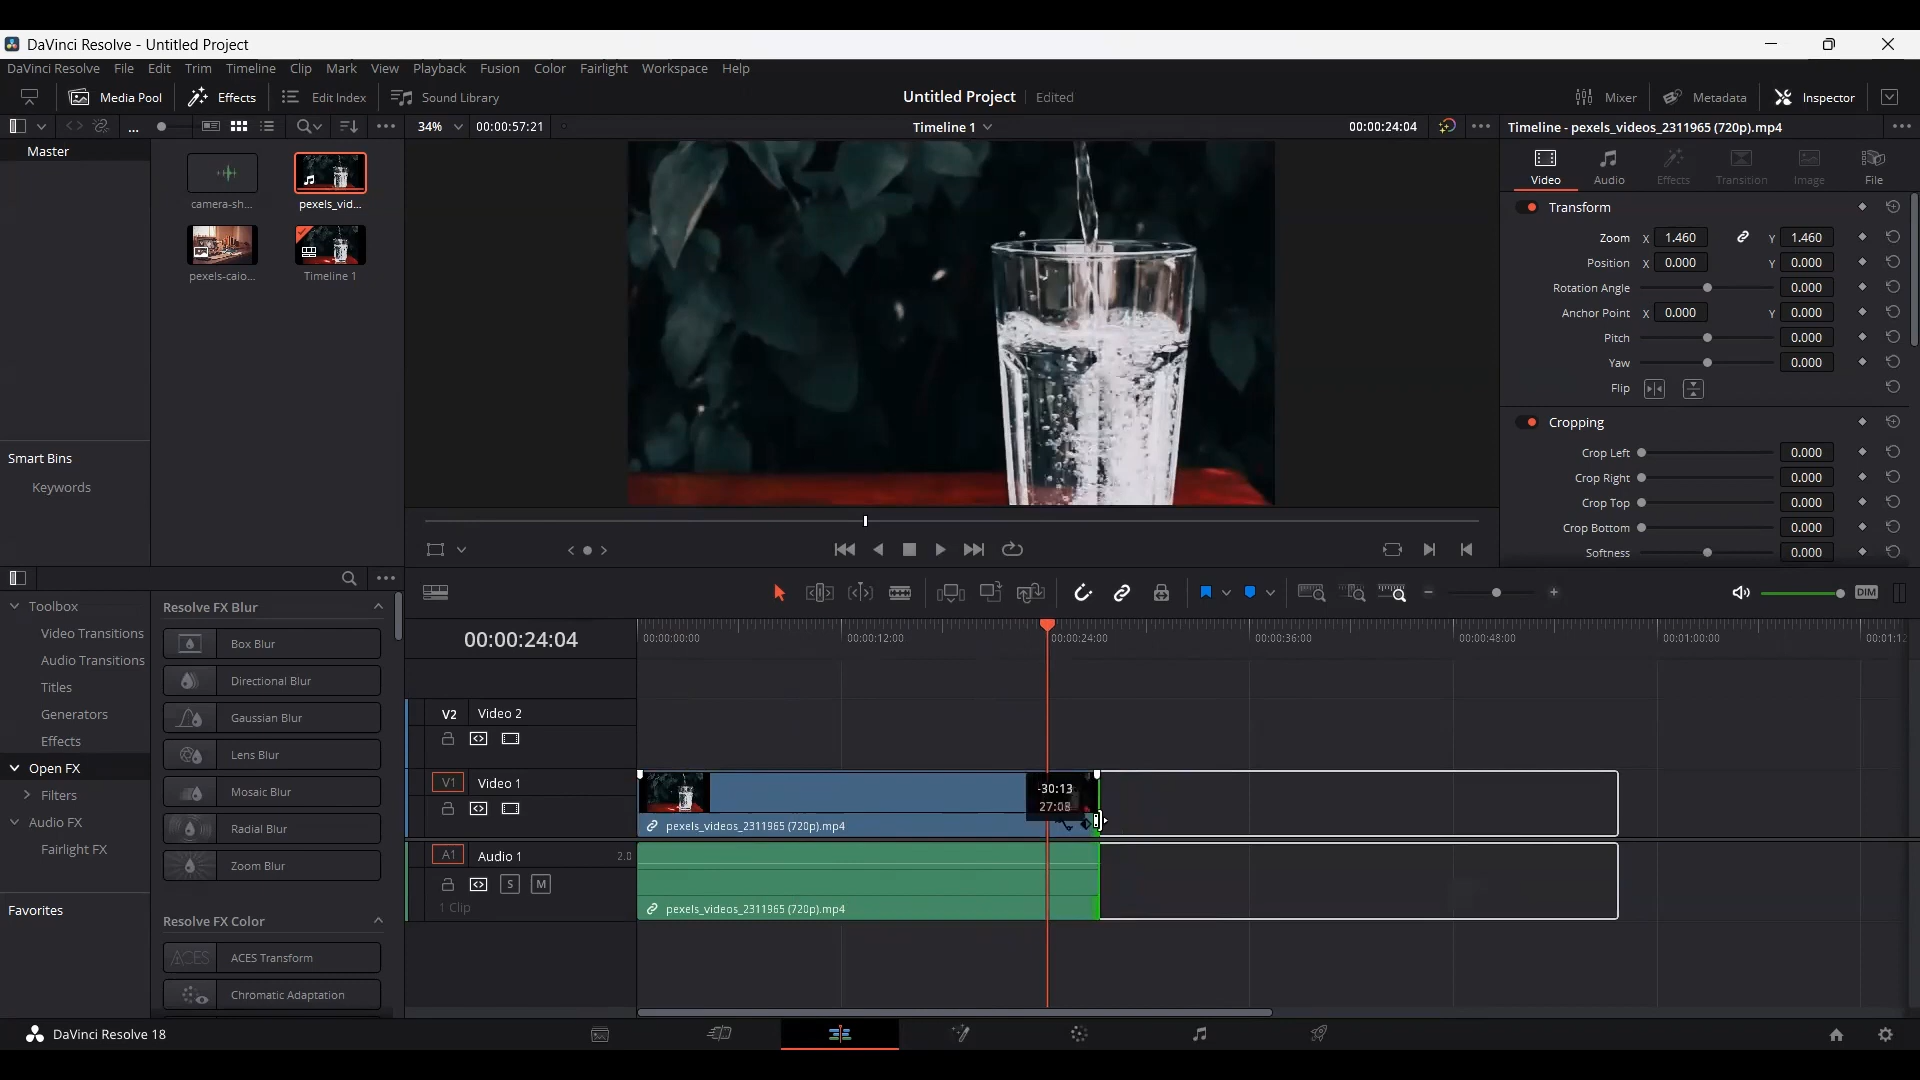 DaVinci Resolve - Untitled Project
DaVinci Resolve File Edit Trim Timeline Clip Mark View Playback Fusion Color Fairlight Workspace Help
Media Pool Effects Edit Index Sound Library Untitled Project Edited Mixer Metadata Inspector
34% 00:00:57:21 Timeline 1 00:00:24:04 Timeline - pexels_videos_2311965 (720p).mp4
Master
camera-sh... pexels_vid...
pexels-caio... Timeline 1
Smart Bins
Keywords
Video Audio Effects Transition Image File
Transform
Zoom X 1.460 Y 1.460
Position X 0.000 Y 0.000
Rotation Angle 0.000
Anchor Point X 0.000 Y 0.000
Pitch 0.000
Yaw 0.000
Flip
Cropping
Crop Left 0.000
Crop Right 0.000
Crop Top 0.000
Crop Bottom 0.000
Softness 0.000
Toolbox
Video Transitions
Audio Transitions
Titles
Generators
Effects
Open FX
Filters
Audio FX
Fairlight FX
Favorites
Resolve FX Blur
Box Blur
Directional Blur
Gaussian Blur
Lens Blur
Mosaic Blur
Radial Blur
Zoom Blur
Resolve FX Color
ACES ACES Transform
Chromatic Adaptation
DIM
00:00:24:04 00:00:00:00 00:00:12:00 00:00:24:00 00:00:36:00 00:00:48:00 00:01:00:00 00:01:12
V2 Video 2
V1 Video 1
-30:13
27:08
pexels_videos_2311965 (720p).mp4
A1 Audio 1 2.0
S M
1 Clip
pexels_videos_2311965 (720p).mp4
DaVinci Resolve 18